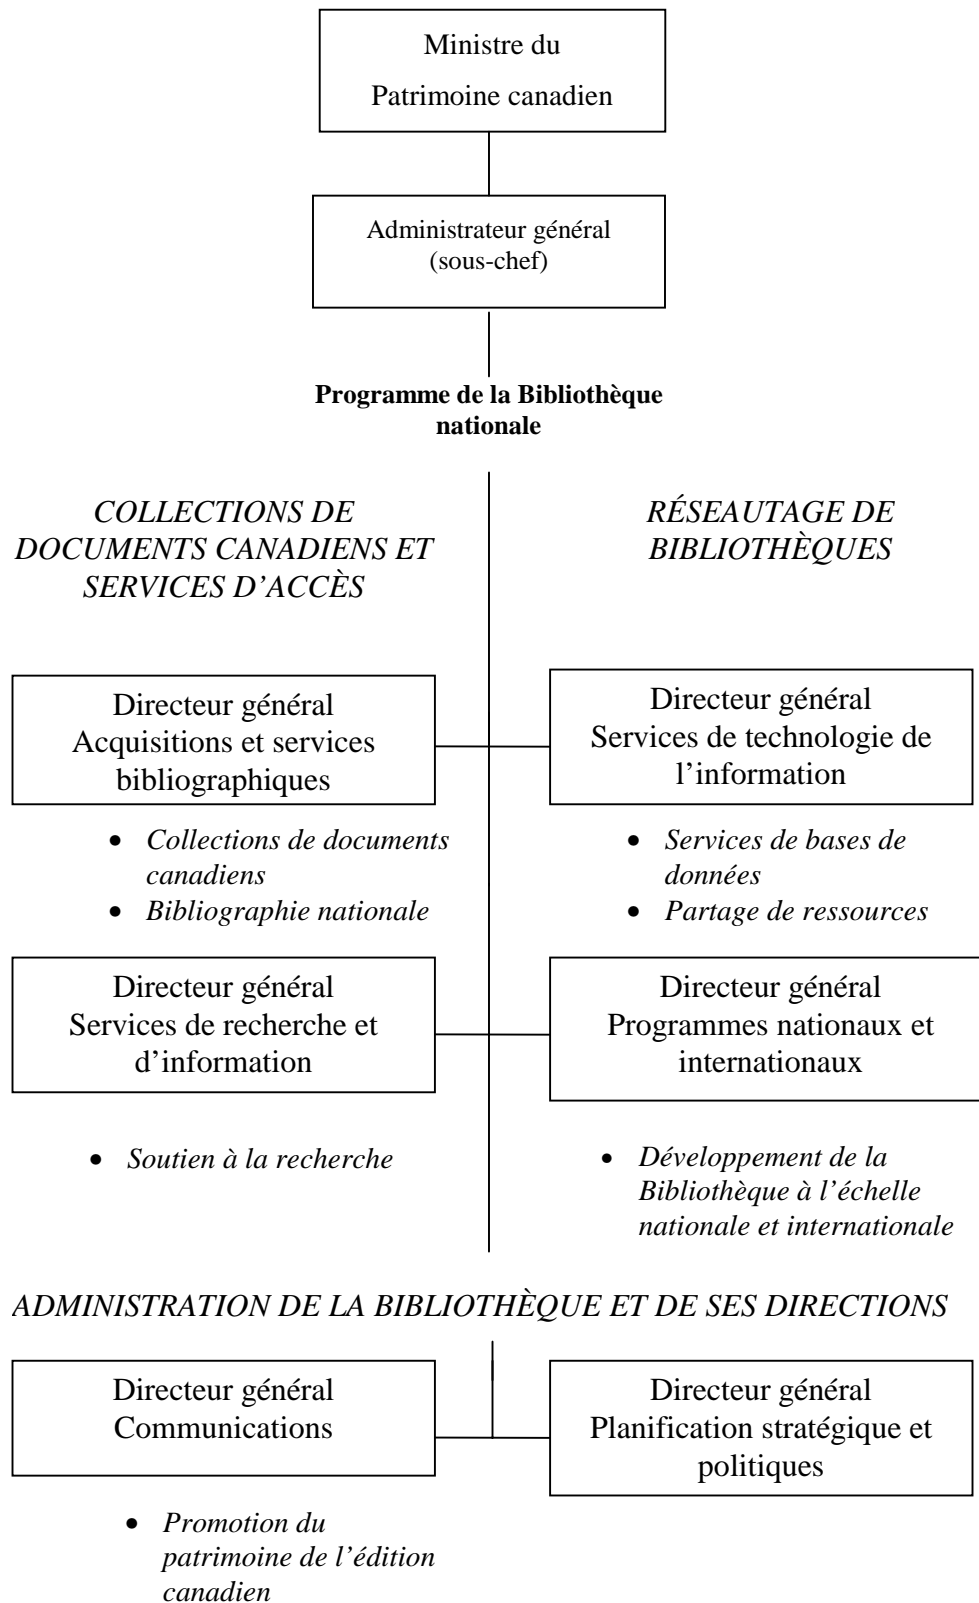 Ministre du
Patrimoine canadien
Administrateur général
(sous-chef)
Programme de la Bibliothèque
nationale
COLLECTIONS DE
DOCUMENTS CANADIENS ET
SERVICES D’ACCÈS
RÉSEAUTAGE DE
BIBLIOTHÈQUES
Directeur général
Acquisitions et services
bibliographiques
Directeur général
Services de technologie de
l’information
• Collections de documents
canadiens
• Bibliographie nationale
• Services de bases de
données
• Partage de ressources
Directeur général
Services de recherche et
d’information
Directeur général
Programmes nationaux et
internationaux
• Soutien à la recherche
• Développement de la
Bibliothèque à l’échelle
nationale et internationale
ADMINISTRATION DE LA BIBLIOTHÈQUE ET DE SES DIRECTIONS
Directeur général
Communications
Directeur général
Planification stratégique et
politiques
• Promotion du
patrimoine de l’édition
canadien